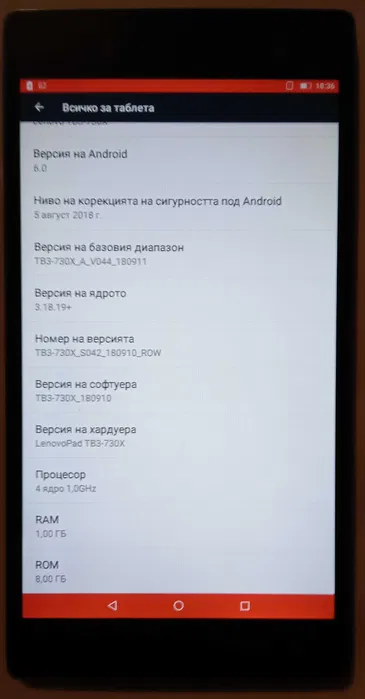 62
18:36
Всичко за таблета
Lenovo TB3-730X
Версия на Android
6.0
Ниво на корекцията на сигурността под Android
5 август 2018 г.
Версия на базовия диапазон
TB3-730X_A_V044_180911
Версия на ядрото
3.18.19+
Номер на версията
TB3-730X_S042_180910_ROW
Версия на софтуера
TB3-730X_180910
Версия на хардуера
LenovoPad TB3-730X
Процесор
4 ядро 1,0GHz
RAM
1,00 ГБ
ROM
8,00 ГБ